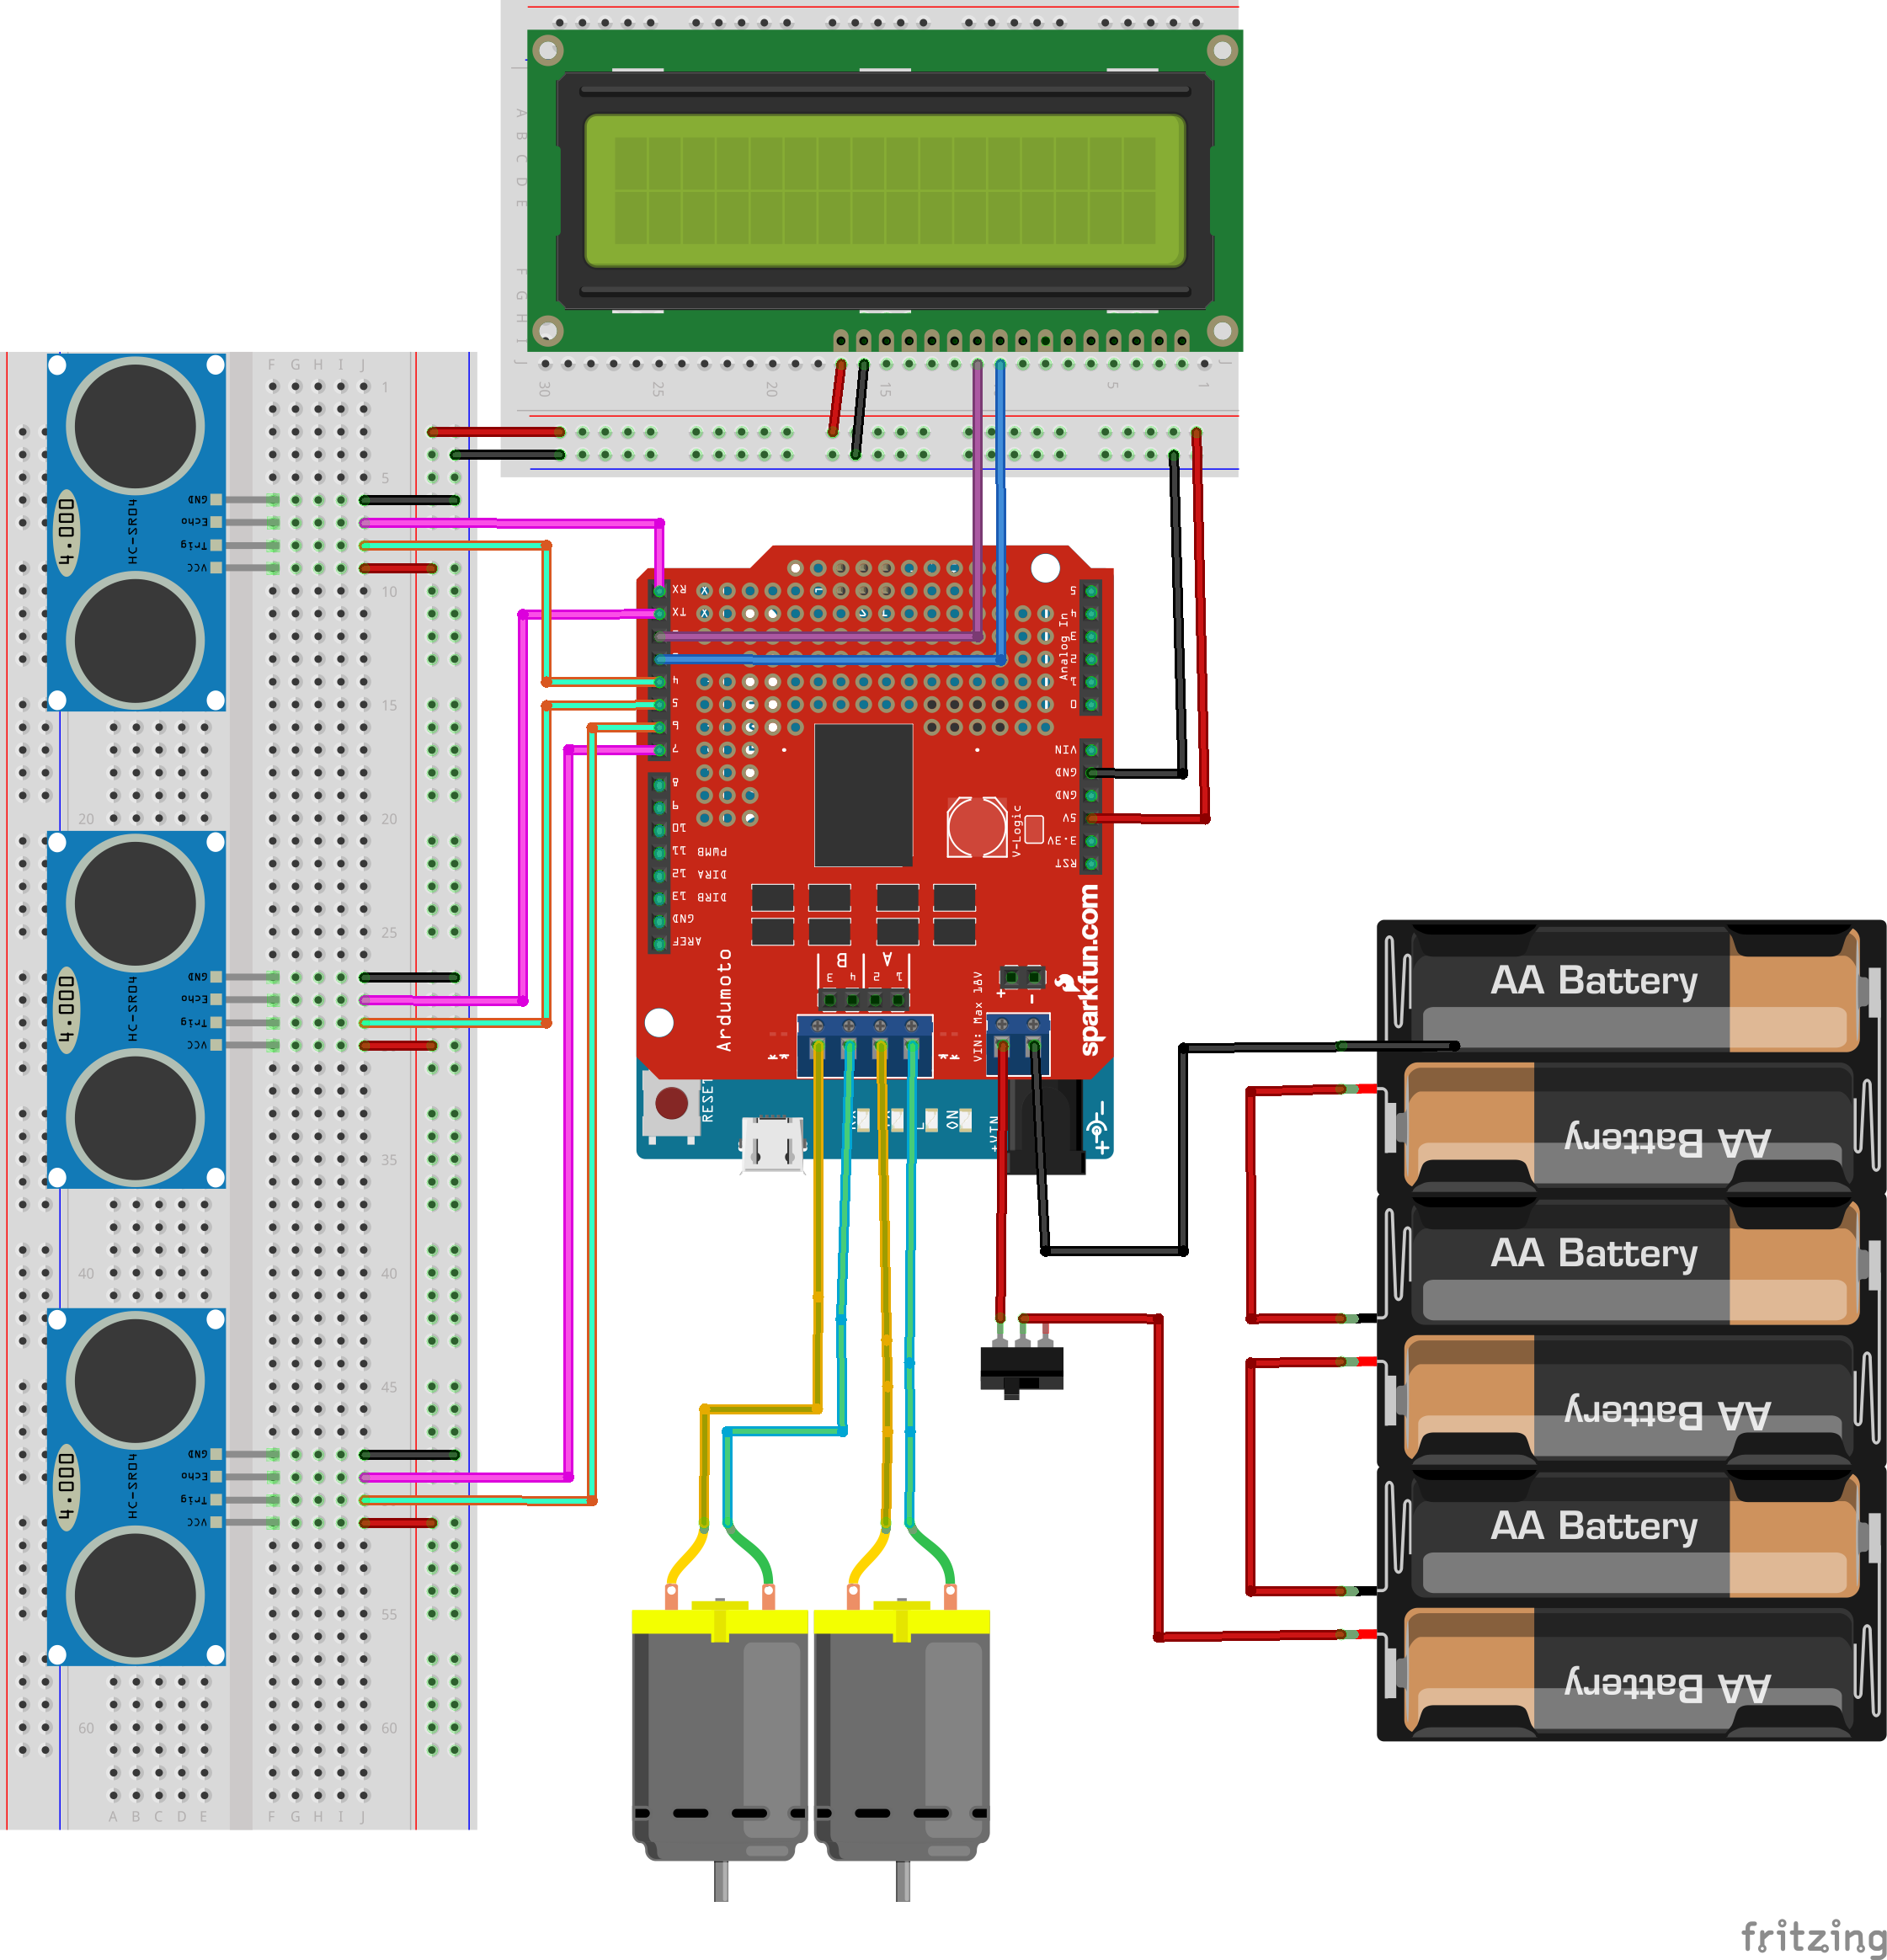 A
B
C
D
E
F
G
H
I
J
30
25
20
15
5
1
F G H I J
1
5
10
15
20
20
25
35
40
40
45
55
60
60
A B C D E
F G H I J
GND
Echo
Trig
VCC
HC-SR04
4.000
GND
Echo
Trig
VCC
HC-SR04
4.000
GND
Echo
Trig
VCC
HC-SR04
4.000
RX
TX
4
5
6
7
8
9
10
11 PWMB
12 DIRA
13 DIRB
GND
AREF
5
4
3
2
1
0
Analog In
VIN
GND
GND
5V
3.3V
RST
V-Logic
Ardumoto
B A
3 4 2 1
VIN: Max 18V
+ -
sparkfun.com
RESET
L
ON
+VIN
AA Battery
AA Battery
AA Battery
AA Battery
AA Battery
AA Battery
fritzing